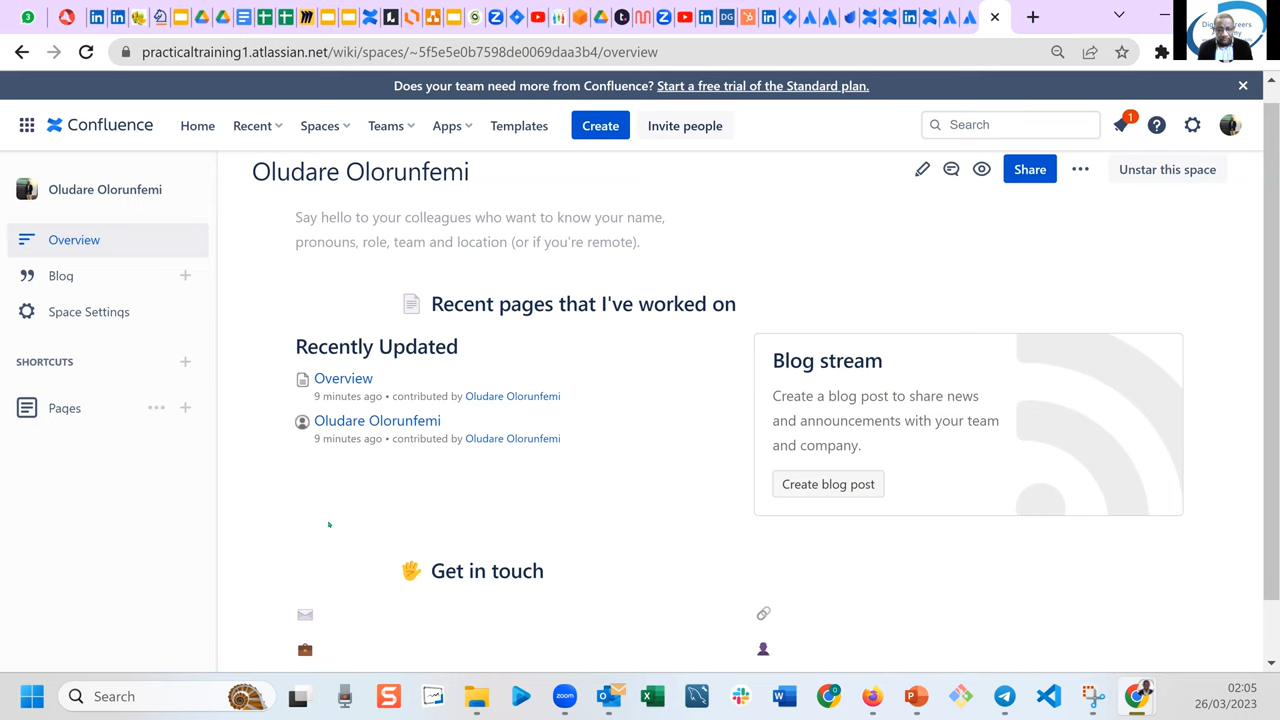 practicaltraining1.atlassian.net/wiki/spaces/~5f5e5e0b7598de0069daa3b4/overview
Does your team need more from Confluence? Start a free trial of the Standard plan.
Confluence Home Recent Spaces Teams Apps Templates Create Invite people Search 1
Oludare Olorunfemi
Overview
Blog
Space Settings
SHORTCUTS
Pages
Oludare Olorunfemi
Share
Unstar this space
Say hello to your colleagues who want to know your name,
pronouns, role, team and location (or if you're remote).
Recent pages that I've worked on
Recently Updated
Overview
9 minutes ago • contributed by Oludare Olorunfemi
Oludare Olorunfemi
9 minutes ago • contributed by Oludare Olorunfemi
Blog stream
Create a blog post to share news
and announcements with your team
and company.
Create blog post
Get in touch
Search
zoom
02:05
26/03/2023